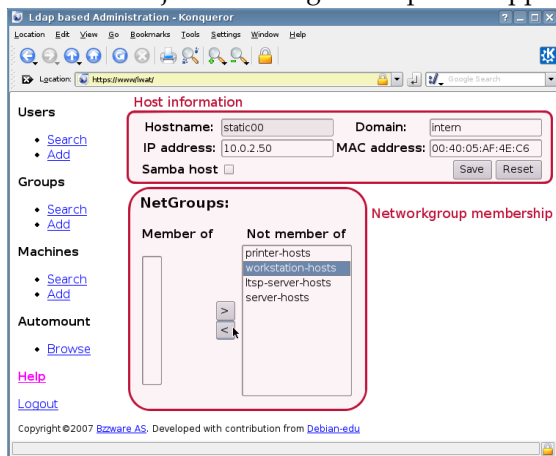 Ldap based Administration - Konqueror
Location Edit View Go Bookmarks Tools Settings Window Help
Location: https://www/lwat/ Google Search
Host information
Users
Hostname: static00 Domain: intern
IP address: 10.0.2.50 MAC address: 00:40:05:AF:4E:C6
Samba host Save Reset
• Search
• Add
Groups
• Search
• Add
Machines
• Search
• Add
Automount
• Browse
Help
Logout
NetGroups:
Networkgroup membership
Member of Not member of
printer-hosts
workstation-hosts
ltsp-server-hosts
server-hosts
>
<
Copyright©2007 Bzzware AS. Developed with contribution from Debian-edu